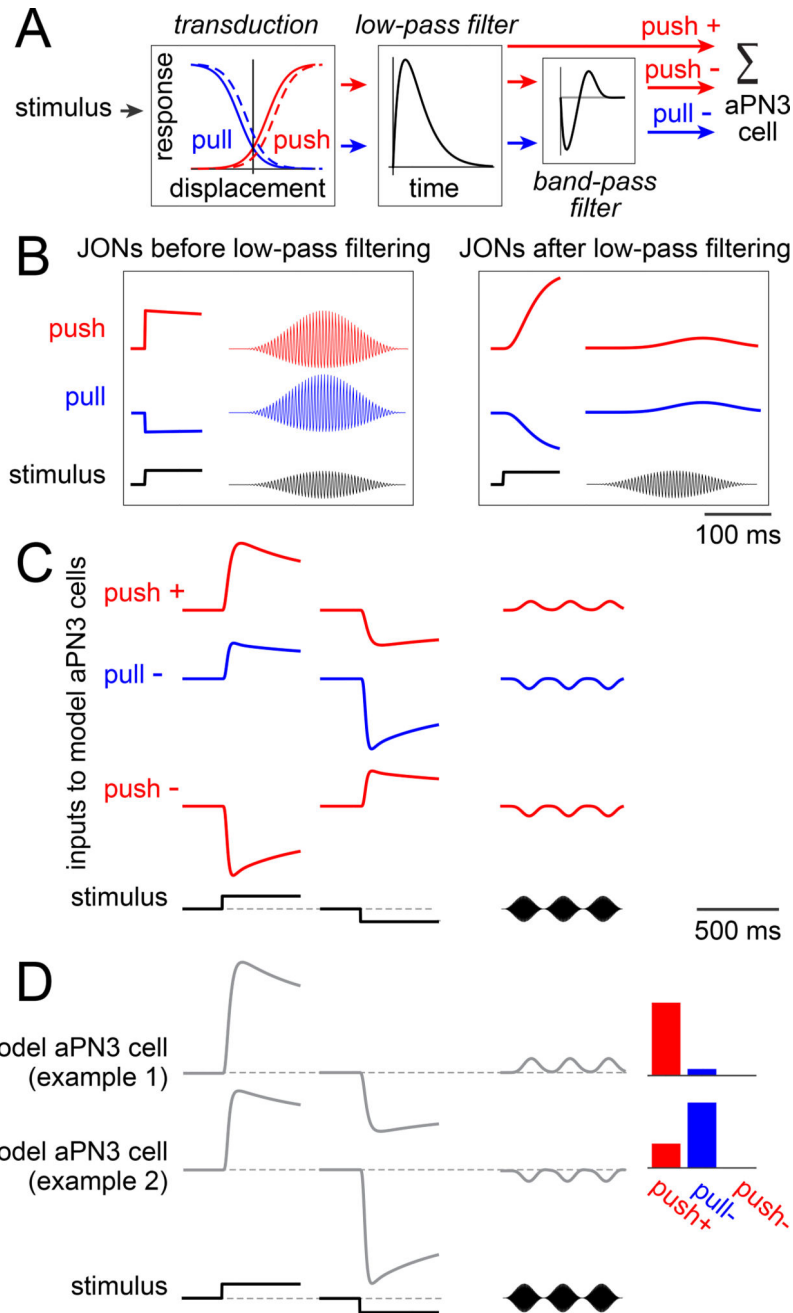 A
transduction
low-pass filter
push +
push -
pull -
∑
aPN3
cell
stimulus
response
pull
push
displacement
time
band-pass
filter
B
JONs before low-pass filtering
JONs after low-pass filtering
push
pull
stimulus
100 ms
C
inputs to model aPN3 cells
push +
pull -
push -
stimulus
500 ms
D
odel aPN3 cell
(example 1)
odel aPN3 cell
(example 2)
push+
pull-
push-
stimulus